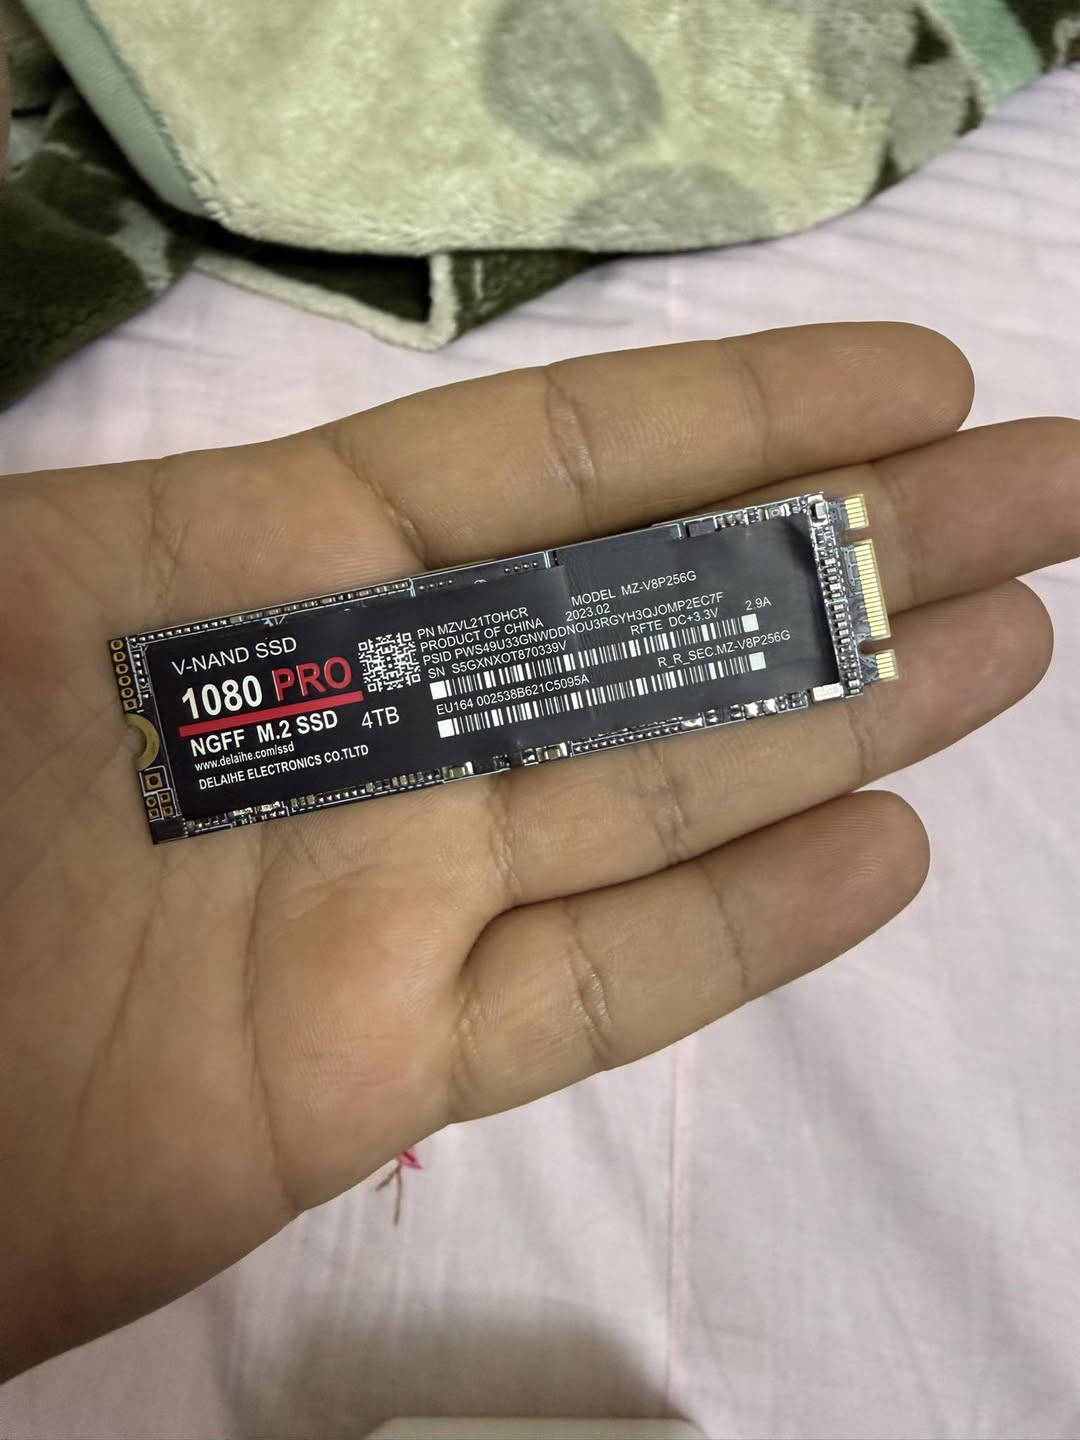 V-NAND SSD
1080 PRO
NGFF M.2 SSD 4TB
www.delaihe.com/ssd
DELAIHE ELECTRONICS CO.TLTD
PN MZVL21TOHCR MODEL MZ-V8P256G
PRODUCT OF CHINA 2023.02
PSID PWS49U33GNWDDNOU3RGYH3QJOMP2EC7F
SN S5GXNXOT870339V RFTE DC+3.3V 2.9A
EU164 002538B621C5095A R_R_SEC.MZ-V8P256G